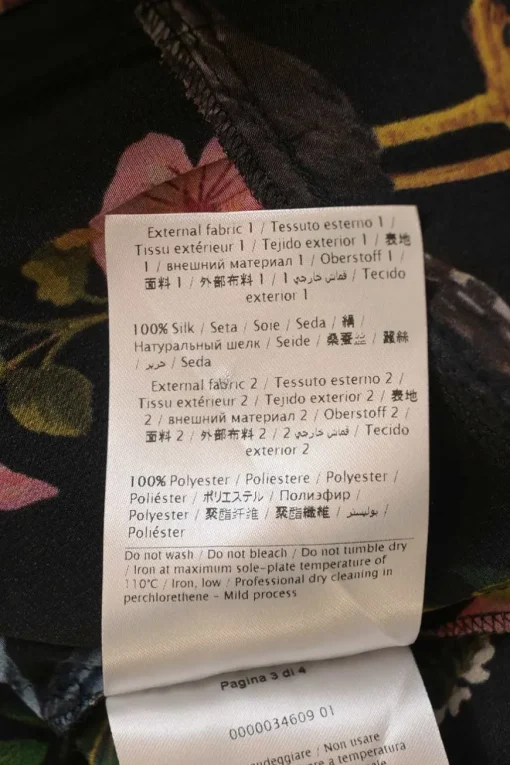 External fabric 1 / Tessuto esterno 1 /
Tissu extérieur 1 / Tejido exterior 1 / 表地
1 / внешний материал 1 / Oberstoff 1 /
面料 1 / 外部布料 1 / 1 قماش خارجي / Tecido
exterior 1
100% Silk / Seta / Soie / Seda / 絹 /
Натуральный шелк / Seide / 桑蚕丝 / 蠶絲
/ حرير / Seda
External fabric 2 / Tessuto esterno 2 /
Tissu extérieur 2 / Tejido exterior 2 / 表地
2 / внешний материал 2 / Oberstoff 2 /
面料 2 / 外部布料 2 / 2 قماش خارجي / Tecido
exterior 2
100% Polyester / Poliestere / Polyester /
Poliéster / ポリエステル / Полиэфир /
Polyester / 聚酯纤维 / 聚酯纖維 / بوليستر /
Poliéster
Do not wash / Do not bleach / Do not tumble dry
/ Iron at maximum sole-plate temperature of
110°C / Iron, low / Professional dry cleaning in
perchlorethene - Mild process
Pagina 3 di 4
0000034609 01
candeggiare / Non usare
a temperatura